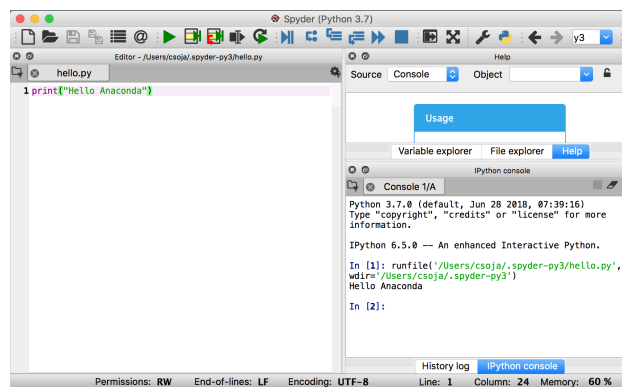 Spyder (Python 3.7)
y3
Editor - /Users/csoja/.spyder-py3/hello.py
hello.py
1 print("Hello Anaconda")
Help
Source Console Object
Usage
Variable explorer File explorer Help
IPython console
Console 1/A
Python 3.7.0 (default, Jun 28 2018, 07:39:16)
Type "copyright", "credits" or "license" for more
information.
IPython 6.5.0 -- An enhanced Interactive Python.
In [1]: runfile('/Users/csoja/.spyder-py3/hello.py',
wdir='/Users/csoja/.spyder-py3')
Hello Anaconda
In [2]:
History log IPython console
Permissions: RW End-of-lines: LF Encoding: UTF-8 Line: 1 Column: 24 Memory: 60 %